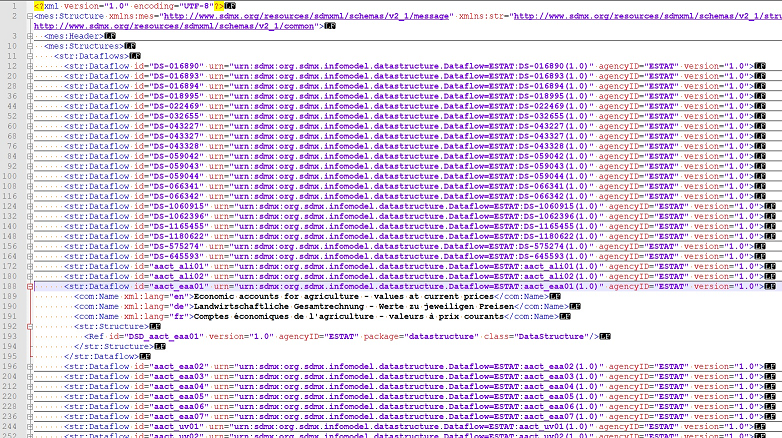 1 <?xml version="1.0" encoding="UTF-8"?>LF
2 <mes:Structure xmlns:mes="http://www.sdmx.org/resources/sdmxml/schemas/v2_1/message" xmlns:str="http://www.sdmx.org/resources/sdmxml/schemas/v2_1/str
http://www.sdmx.org/resources/sdmxml/schemas/v2_1/common">LF
3 <mes:Header>LF
10 <mes:Structures>LF
11 <str:Dataflows>LF
12 <str:Dataflow id="DS-016890" urn="urn:sdmx:org.sdmx.infomodel.datastructure.Dataflow=ESTAT:DS-016890(1.0)" agencyID="ESTAT" version="1.0">LF
20 <str:Dataflow id="DS-016893" urn="urn:sdmx:org.sdmx.infomodel.datastructure.Dataflow=ESTAT:DS-016893(1.0)" agencyID="ESTAT" version="1.0">LF
28 <str:Dataflow id="DS-016894" urn="urn:sdmx:org.sdmx.infomodel.datastructure.Dataflow=ESTAT:DS-016894(1.0)" agencyID="ESTAT" version="1.0">LF
36 <str:Dataflow id="DS-018995" urn="urn:sdmx:org.sdmx.infomodel.datastructure.Dataflow=ESTAT:DS-018995(1.0)" agencyID="ESTAT" version="1.0">LF
44 <str:Dataflow id="DS-022469" urn="urn:sdmx:org.sdmx.infomodel.datastructure.Dataflow=ESTAT:DS-022469(1.0)" agencyID="ESTAT" version="1.0">LF
52 <str:Dataflow id="DS-032655" urn="urn:sdmx:org.sdmx.infomodel.datastructure.Dataflow=ESTAT:DS-032655(1.0)" agencyID="ESTAT" version="1.0">LF
60 <str:Dataflow id="DS-043227" urn="urn:sdmx:org.sdmx.infomodel.datastructure.Dataflow=ESTAT:DS-043227(1.0)" agencyID="ESTAT" version="1.0">LF
68 <str:Dataflow id="DS-043327" urn="urn:sdmx:org.sdmx.infomodel.datastructure.Dataflow=ESTAT:DS-043327(1.0)" agencyID="ESTAT" version="1.0">LF
76 <str:Dataflow id="DS-043328" urn="urn:sdmx:org.sdmx.infomodel.datastructure.Dataflow=ESTAT:DS-043328(1.0)" agencyID="ESTAT" version="1.0">LF
84 <str:Dataflow id="DS-059042" urn="urn:sdmx:org.sdmx.infomodel.datastructure.Dataflow=ESTAT:DS-059042(1.0)" agencyID="ESTAT" version="1.0">LF
92 <str:Dataflow id="DS-059043" urn="urn:sdmx:org.sdmx.infomodel.datastructure.Dataflow=ESTAT:DS-059043(1.0)" agencyID="ESTAT" version="1.0">LF
100 <str:Dataflow id="DS-059044" urn="urn:sdmx:org.sdmx.infomodel.datastructure.Dataflow=ESTAT:DS-059044(1.0)" agencyID="ESTAT" version="1.0">LF
108 <str:Dataflow id="DS-066341" urn="urn:sdmx:org.sdmx.infomodel.datastructure.Dataflow=ESTAT:DS-066341(1.0)" agencyID="ESTAT" version="1.0">LF
116 <str:Dataflow id="DS-066342" urn="urn:sdmx:org.sdmx.infomodel.datastructure.Dataflow=ESTAT:DS-066342(1.0)" agencyID="ESTAT" version="1.0">LF
124 <str:Dataflow id="DS-1060915" urn="urn:sdmx:org.sdmx.infomodel.datastructure.Dataflow=ESTAT:DS-1060915(1.0)" agencyID="ESTAT" version="1.0">LF
132 <str:Dataflow id="DS-1062396" urn="urn:sdmx:org.sdmx.infomodel.datastructure.Dataflow=ESTAT:DS-1062396(1.0)" agencyID="ESTAT" version="1.0">LF
140 <str:Dataflow id="DS-1165455" urn="urn:sdmx:org.sdmx.infomodel.datastructure.Dataflow=ESTAT:DS-1165455(1.0)" agencyID="ESTAT" version="1.0">LF
148 <str:Dataflow id="DS-1180622" urn="urn:sdmx:org.sdmx.infomodel.datastructure.Dataflow=ESTAT:DS-1180622(1.0)" agencyID="ESTAT" version="1.0">LF
156 <str:Dataflow id="DS-575274" urn="urn:sdmx:org.sdmx.infomodel.datastructure.Dataflow=ESTAT:DS-575274(1.0)" agencyID="ESTAT" version="1.0">LF
164 <str:Dataflow id="DS-645593" urn="urn:sdmx:org.sdmx.infomodel.datastructure.Dataflow=ESTAT:DS-645593(1.0)" agencyID="ESTAT" version="1.0">LF
172 <str:Dataflow id="aact_ali01" urn="urn:sdmx:org.sdmx.infomodel.datastructure.Dataflow=ESTAT:aact_ali01(1.0)" agencyID="ESTAT" version="1.0">LF
180 <str:Dataflow id="aact_ali02" urn="urn:sdmx:org.sdmx.infomodel.datastructure.Dataflow=ESTAT:aact_ali02(1.0)" agencyID="ESTAT" version="1.0">LF
188 <str:Dataflow id="aact_eaa01" urn="urn:sdmx:org.sdmx.infomodel.datastructure.Dataflow=ESTAT:aact_eaa01(1.0)" agencyID="ESTAT" version="1.0">LF
189 <com:Name xml:lang="en">Economic accounts for agriculture - values at current prices</com:Name>LF
190 <com:Name xml:lang="de">Landwirtschaftliche Gesamtrechnung - Werte zu jeweiligen Preisen</com:Name>LF
191 <com:Name xml:lang="fr">Comptes économiques de l'agriculture - valeurs à prix courants</com:Name>LF
192 <str:Structure>LF
193 <Ref id="DSD_aact_eaa01" version="1.0" agencyID="ESTAT" package="datastructure" class="DataStructure"/>LF
194 </str:Structure>LF
195 </str:Dataflow>LF
196 <str:Dataflow id="aact_eaa02" urn="urn:sdmx:org.sdmx.infomodel.datastructure.Dataflow=ESTAT:aact_eaa02(1.0)" agencyID="ESTAT" version="1.0">LF
204 <str:Dataflow id="aact_eaa03" urn="urn:sdmx:org.sdmx.infomodel.datastructure.Dataflow=ESTAT:aact_eaa03(1.0)" agencyID="ESTAT" version="1.0">LF
212 <str:Dataflow id="aact_eaa04" urn="urn:sdmx:org.sdmx.infomodel.datastructure.Dataflow=ESTAT:aact_eaa04(1.0)" agencyID="ESTAT" version="1.0">LF
220 <str:Dataflow id="aact_eaa05" urn="urn:sdmx:org.sdmx.infomodel.datastructure.Dataflow=ESTAT:aact_eaa05(1.0)" agencyID="ESTAT" version="1.0">LF
228 <str:Dataflow id="aact_eaa06" urn="urn:sdmx:org.sdmx.infomodel.datastructure.Dataflow=ESTAT:aact_eaa06(1.0)" agencyID="ESTAT" version="1.0">LF
236 <str:Dataflow id="aact_eaa07" urn="urn:sdmx:org.sdmx.infomodel.datastructure.Dataflow=ESTAT:aact_eaa07(1.0)" agencyID="ESTAT" version="1.0">LF
244 <str:Dataflow id="aact_uv01" urn="urn:sdmx:org.sdmx.infomodel.datastructure.Dataflow=ESTAT:aact_uv01(1.0)" agencyID="ESTAT" version="1.0">LF
252 <str:Dataflow id="aact_uv02" urn="urn:sdmx:org.sdmx.infomodel.datastructure.Dataflow=ESTAT:aact_uv02(1.0)" agencyID="ESTAT" version="1.0">LF